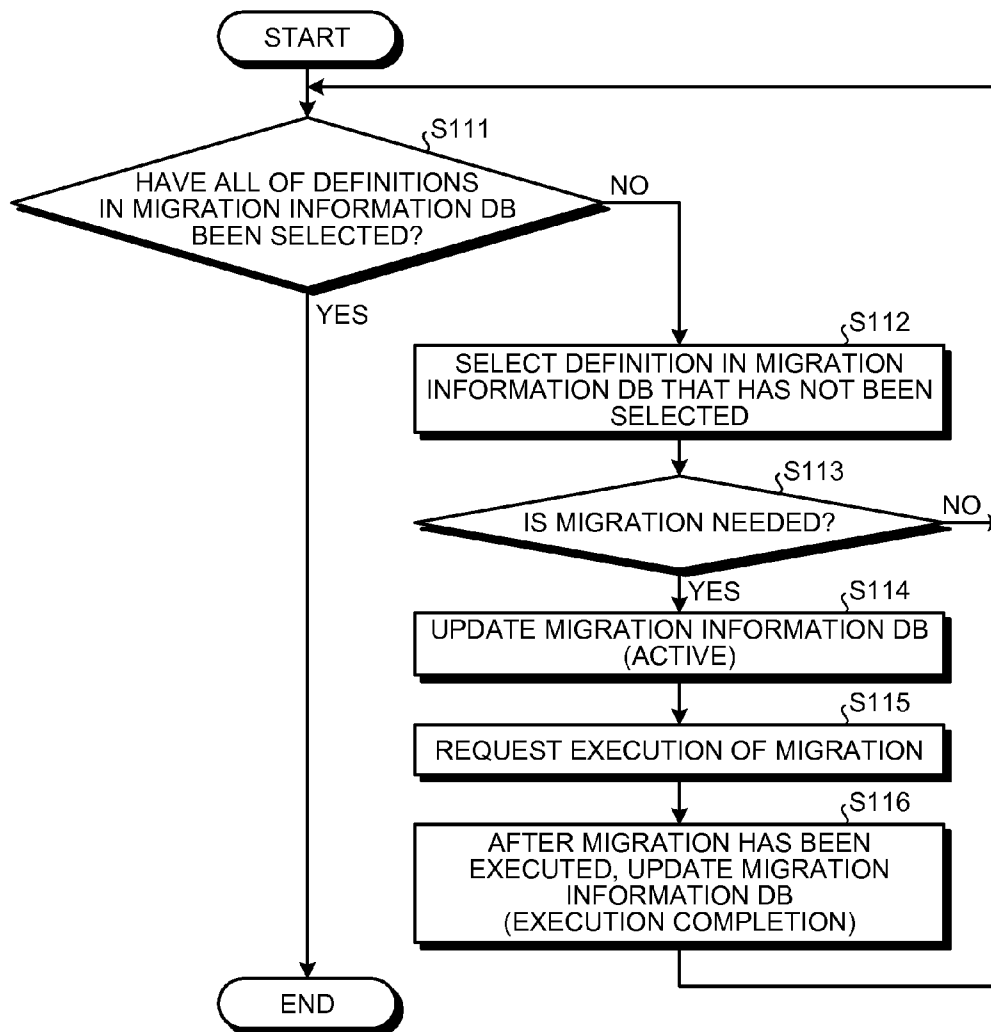 START
S111
HAVE ALL OF DEFINITIONS
IN MIGRATION INFORMATION DB
BEEN SELECTED?
NO
YES
S112
SELECT DEFINITION IN MIGRATION
INFORMATION DB THAT HAS NOT BEEN
SELECTED
S113
IS MIGRATION NEEDED?
NO
YES
S114
UPDATE MIGRATION INFORMATION DB
(ACTIVE)
S115
REQUEST EXECUTION OF MIGRATION
S116
AFTER MIGRATION HAS BEEN
EXECUTED, UPDATE MIGRATION
INFORMATION DB
(EXECUTION COMPLETION)
END